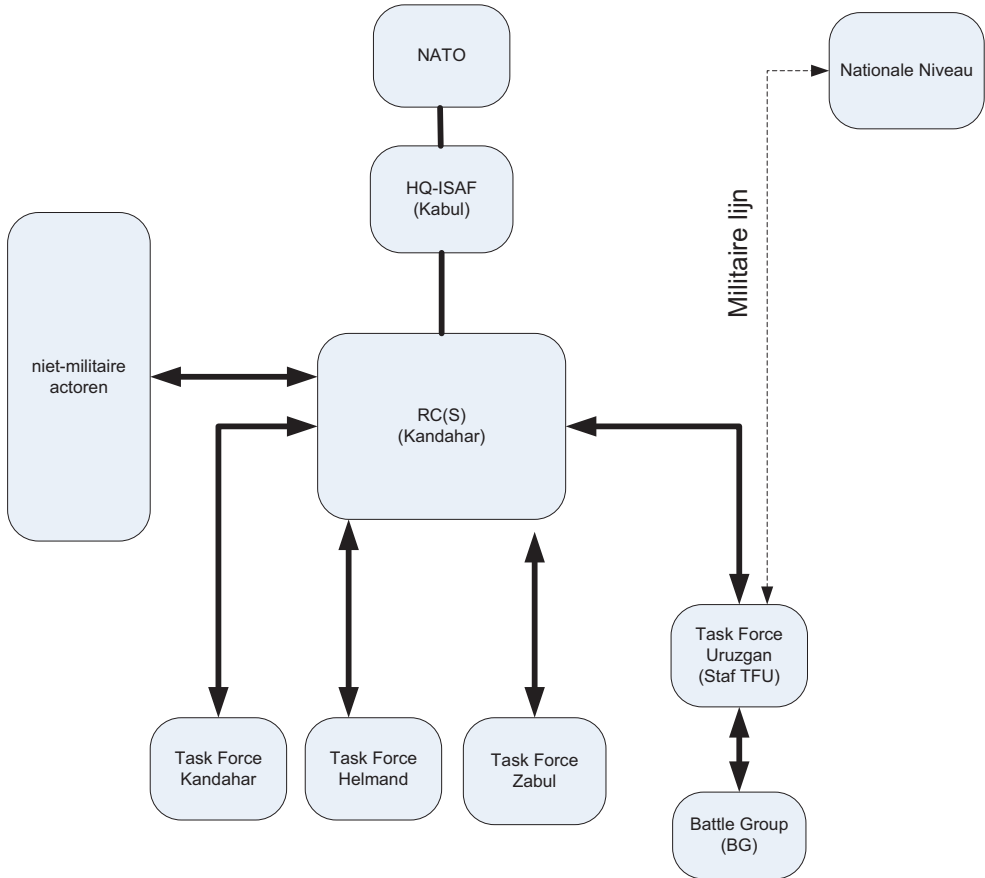 NATO
Nationale Niveau
HQ-ISAF
(Kabul)
Militaire lijn
niet-militaire
actoren
RC(S)
(Kandahar)
Task Force
Uruzgan
(Staf TFU)
Task Force
Kandahar
Task Force
Helmand
Task Force
Zabul
Battle Group
(BG)